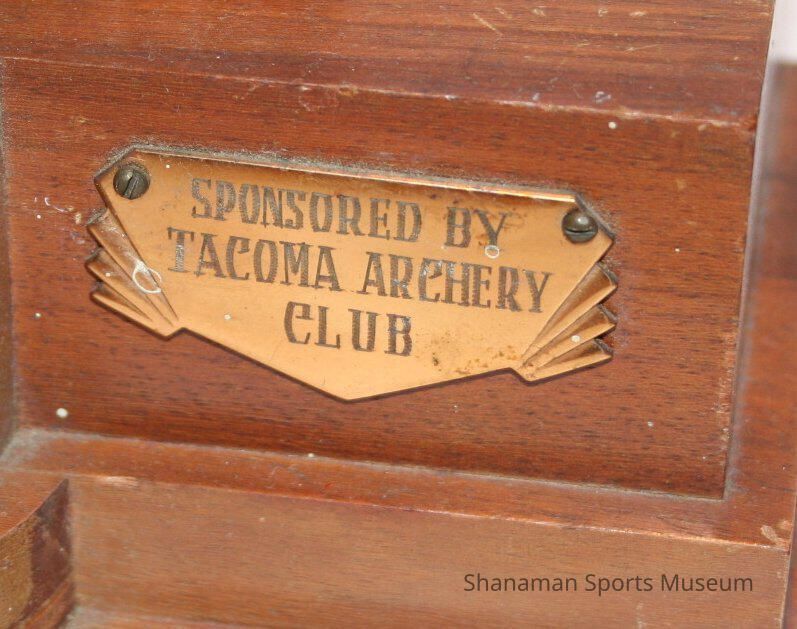 SPONSORED BY
TACOMA ARCHERY
CLUB
Shanaman Sports Museum